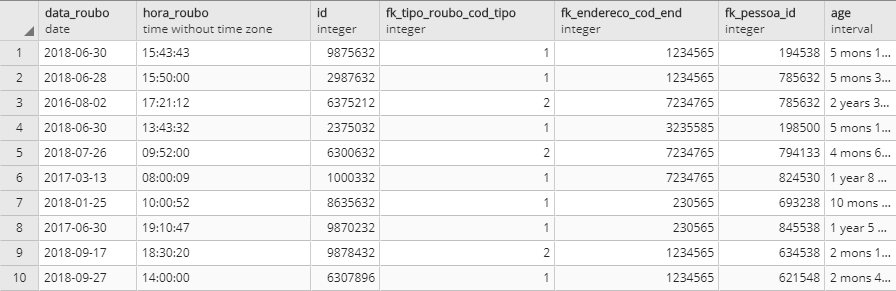 data_roubo hora_roubo id fk_tipo_roubo_cod_tipo fk_endereco_cod_end fk_pessoa_id age
date time without time zone integer integer integer integer interval
1 2018-06-30 15:43:43 9875632 1 1234565 194538 5 mons 1...
2 2018-06-28 15:50:00 2987632 1 1234565 785632 5 mons 3...
3 2016-08-02 17:21:12 6375212 2 7234765 785632 2 years 3...
4 2018-06-30 13:43:32 2375032 1 3235585 198500 5 mons 1...
5 2018-07-26 09:52:00 6300632 2 7234765 794133 4 mons 6...
6 2017-03-13 08:00:09 1000332 1 7234765 824530 1 year 8 ...
7 2018-01-25 10:00:52 8635632 1 230565 693238 10 mons ...
8 2017-06-30 19:10:47 9870232 1 230565 845538 1 year 5 ...
9 2018-09-17 18:30:20 9878432 2 1234565 634538 2 mons 1...
10 2018-09-27 14:00:00 6307896 1 1234565 621548 2 mons 4...